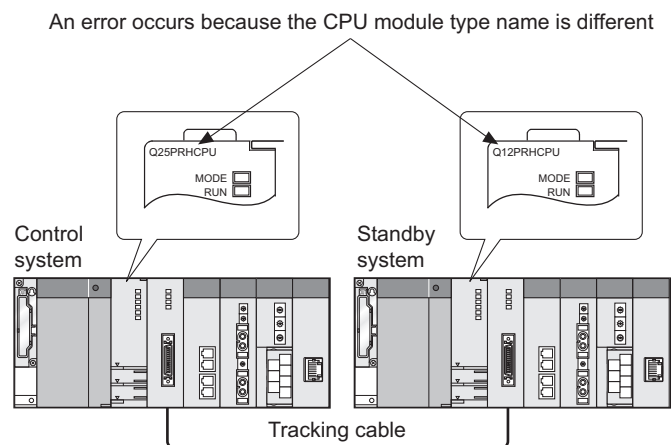 An error occurs because the CPU module type name is different
Q25PRHCPU
MODE
RUN
Q12PRHCPU
MODE
RUN
Control
system
Standby
system
Tracking cable